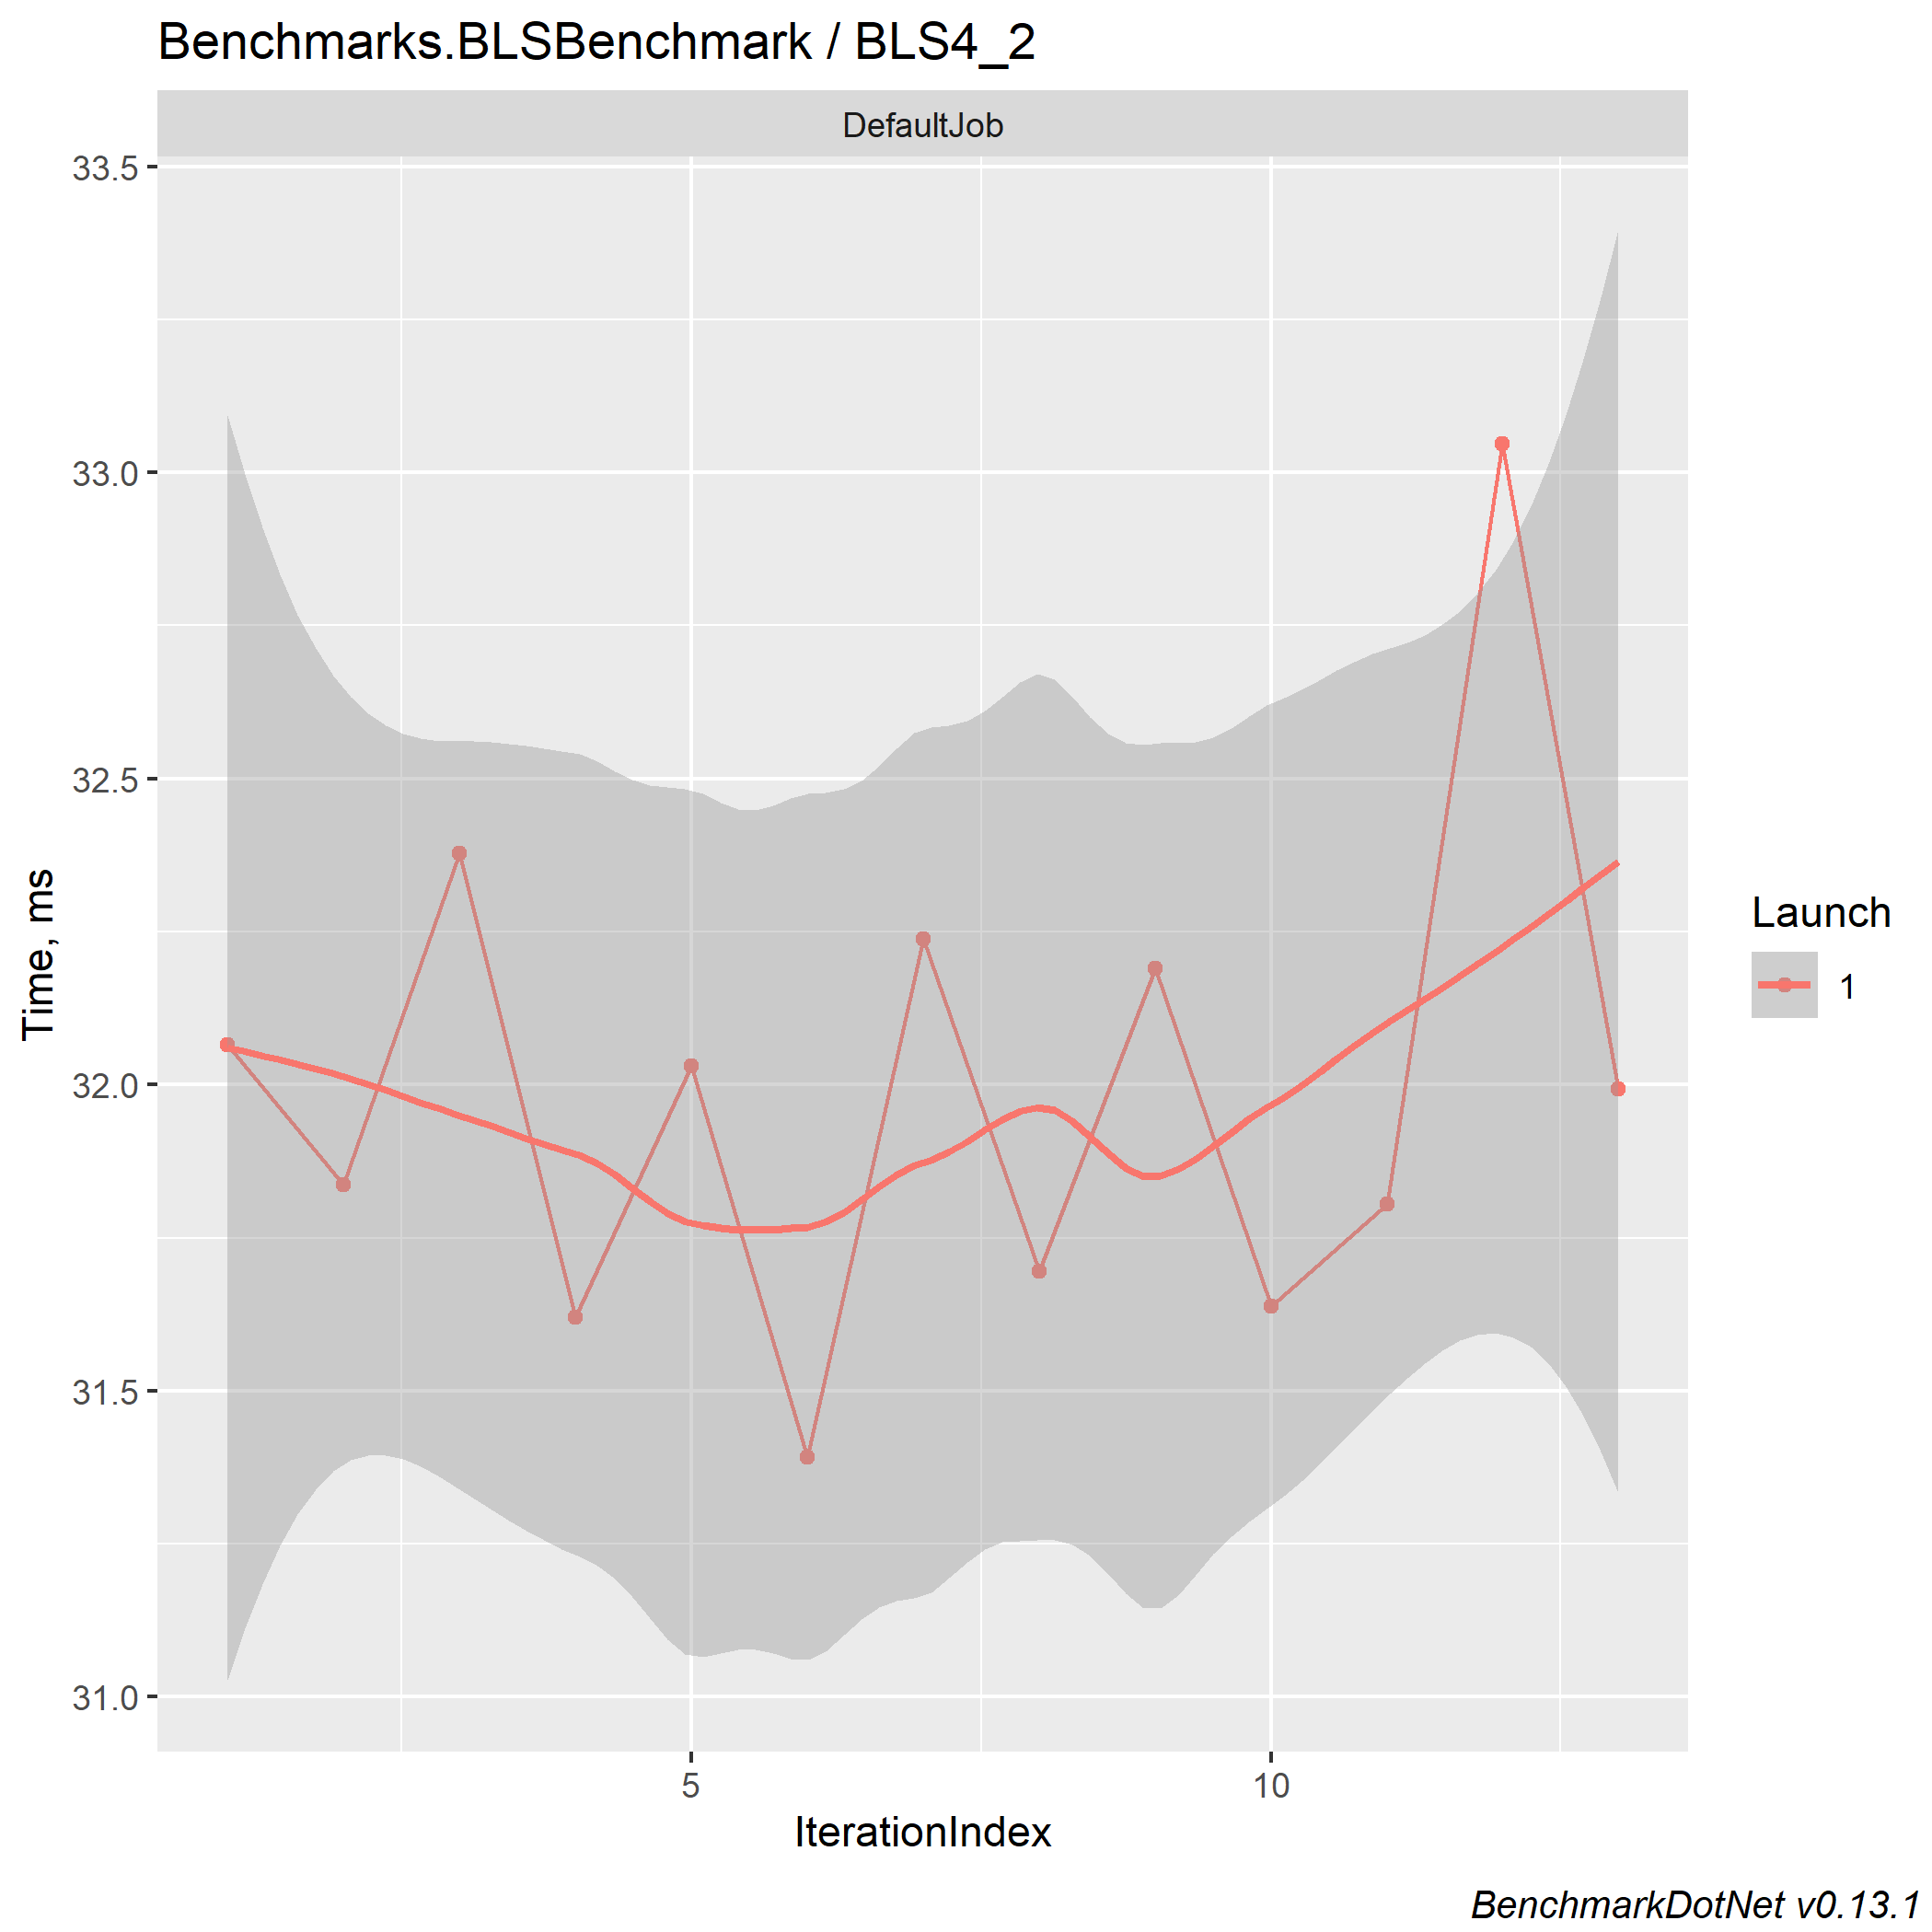 Benchmarks.BLSBenchmark / BLS4_2
DefaultJob
33.5
33.0
32.5
32.0
31.5
31.0
Time, ms
5
10
IterationIndex
Launch
1
BenchmarkDotNet v0.13.1